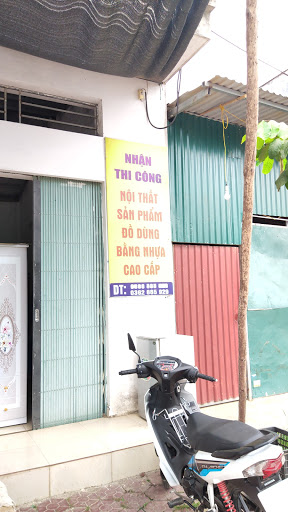 NHẬN
THI CÔNG
NỘI THẤT
SẢN PHẨM
ĐỒ DÙNG
BẰNG NHỰA
CAO CẤP
ĐT: